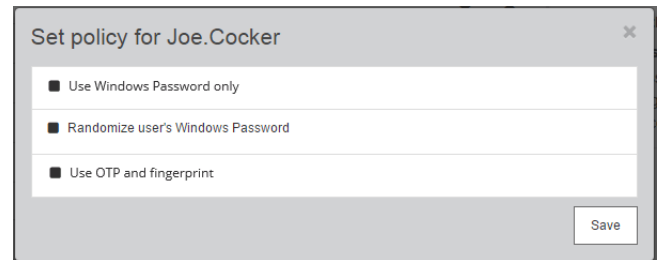 Set policy for Joe.Cocker
Use Windows Password only
Randomize user's Windows Password
Use OTP and fingerprint
Save